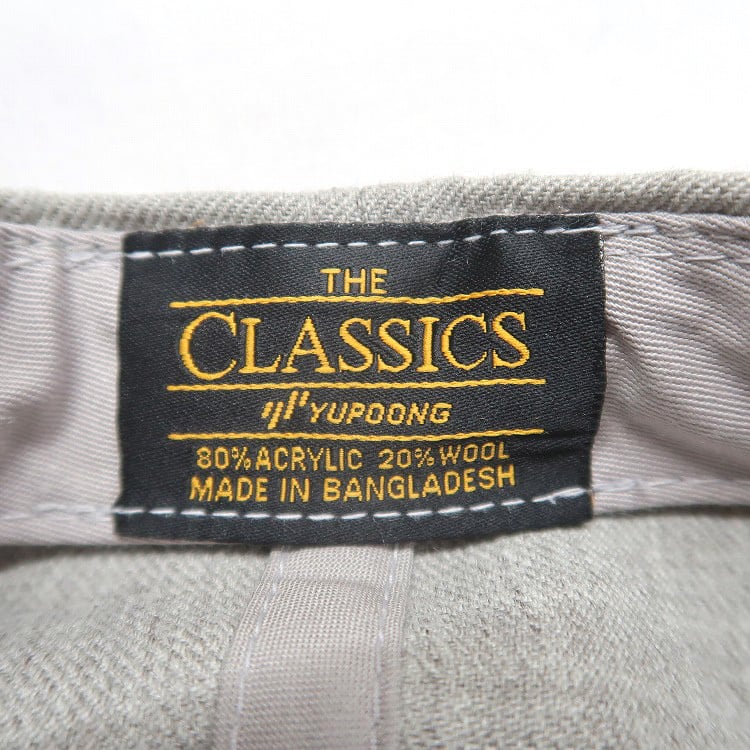 THE
CLASSICS
YUPOONG
80% ACRYLIC 20% WOOL
MADE IN BANGLADESH